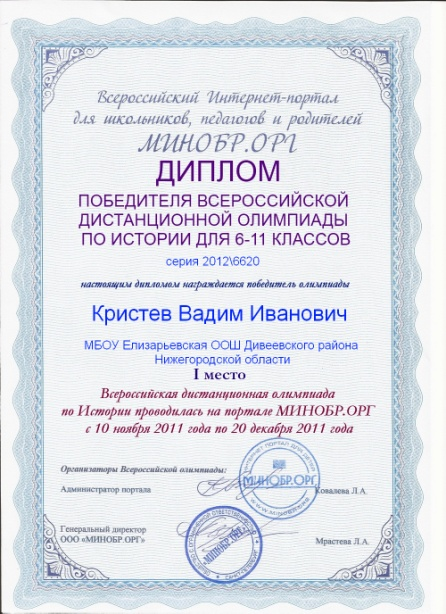 Всероссийский Интернет-портал
для школьников, педагогов и родителей
МИНОБР.ОРГ
ДИПЛОМ
ПОБЕДИТЕЛЯ ВСЕРОССИЙСКОЙ
ДИСТАНЦИОННОЙ ОЛИМПИАДЫ
ПО ИСТОРИИ ДЛЯ 6-11 КЛАССОВ
серия 2012\6620
настоящим дипломом награждается победитель олимпиады
Кристев Вадим Иванович
МБОУ Елизарьевская ООШ Дивеевского района
Нижегородской области
I место
Всероссийская дистанционная олимпиада
по Истории проводилась на портале МИНОБР.ОРГ
с 10 ноября 2011 года по 20 декабря 2011 года
Организаторы Всероссийской олимпиады:
Администратор портала
МИНОБР.ОРГ
Ковалева Л.А.
Генеральный директор
ООО «МИНОБР.ОРГ»
МИНОБР.ОРГ
Мрастева Л.А.